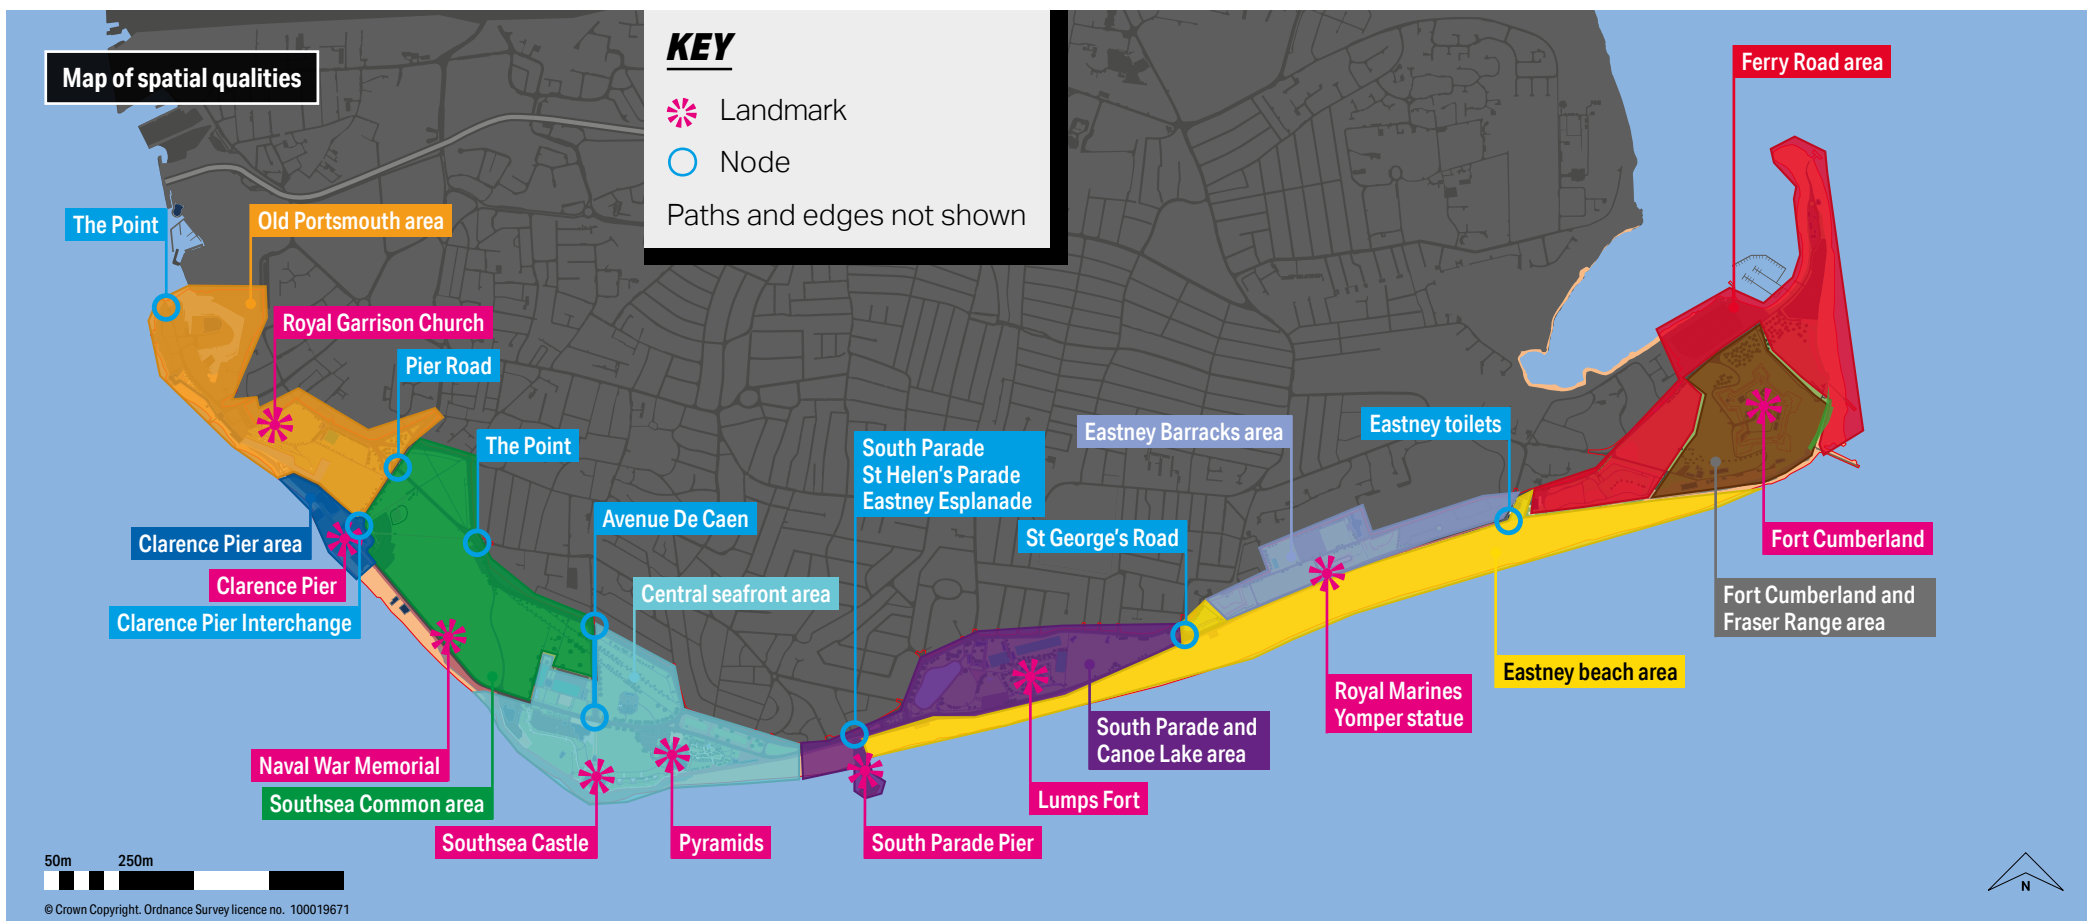 Map of spatial qualities
KEY
Landmark
Node
Paths and edges not shown
Ferry Road area
The Point
Old Portsmouth area
Royal Garrison Church
Pier Road
The Point
South Parade
St Helen's Parade
Eastney Esplanade
Eastney Barracks area
Eastney toilets
Avenue De Caen
St George's Road
Clarence Pier area
Clarence Pier
Clarence Pier Interchange
Central seafront area
Fort Cumberland
Fort Cumberland and
Fraser Range area
Eastney beach area
Royal Marines
Yomper statue
South Parade and
Canoe Lake area
Naval War Memorial
Southsea Common area
Lumps Fort
Southsea Castle
Pyramids
South Parade Pier
50m 250m
N
© Crown Copyright. Ordnance Survey licence no. 100019671